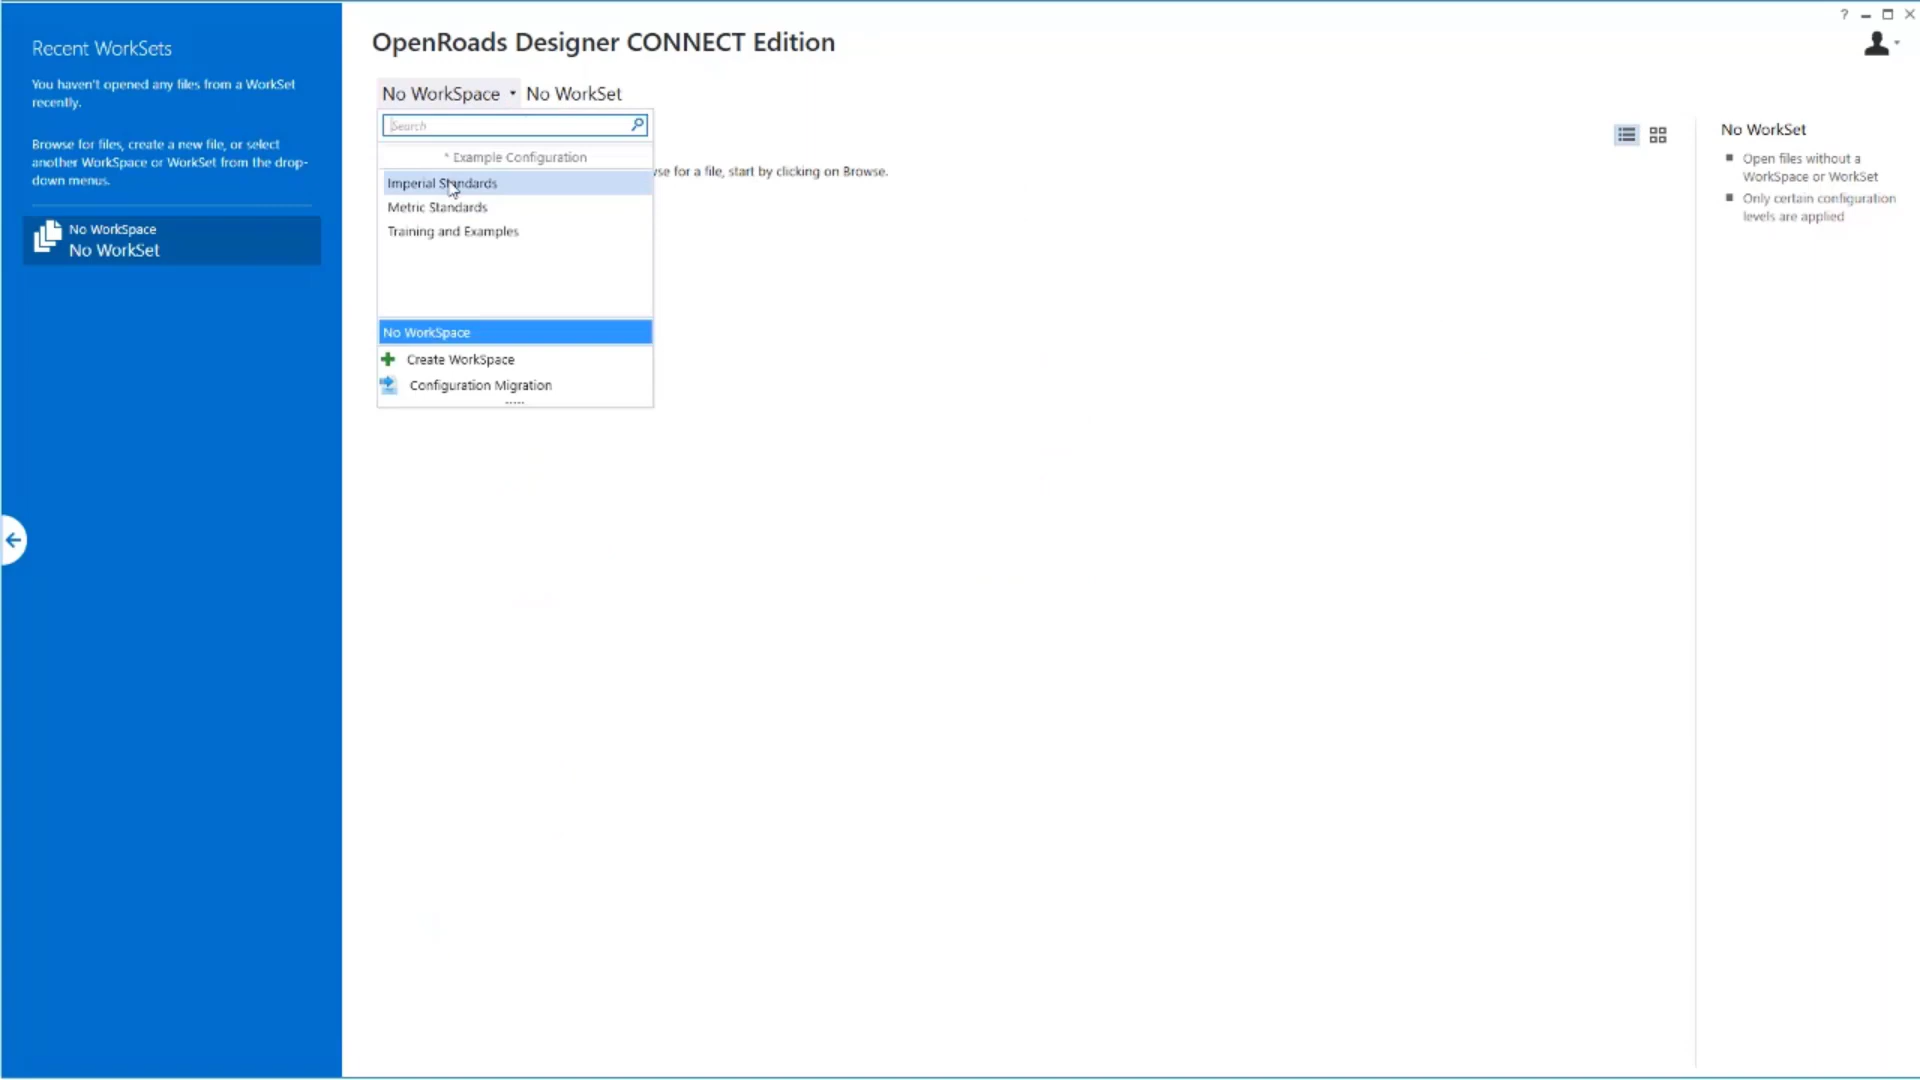 Recent WorkSets
You haven't opened any files from a WorkSet
recently.
Browse for files, create a new file, or select
another WorkSpace or WorkSet from the drop-
down menus.
No WorkSpace
No WorkSet
?
OpenRoads Designer CONNECT Edition
No WorkSpace No WorkSet
Search
* Example Configuration
Imperial Standards
Metric Standards
Training and Examples
No WorkSpace
Create WorkSpace
Configuration Migration
for a file, start by clicking on Browse.
No WorkSet
Open files without a
WorkSpace or WorkSet
Only certain configuration
levels are applied